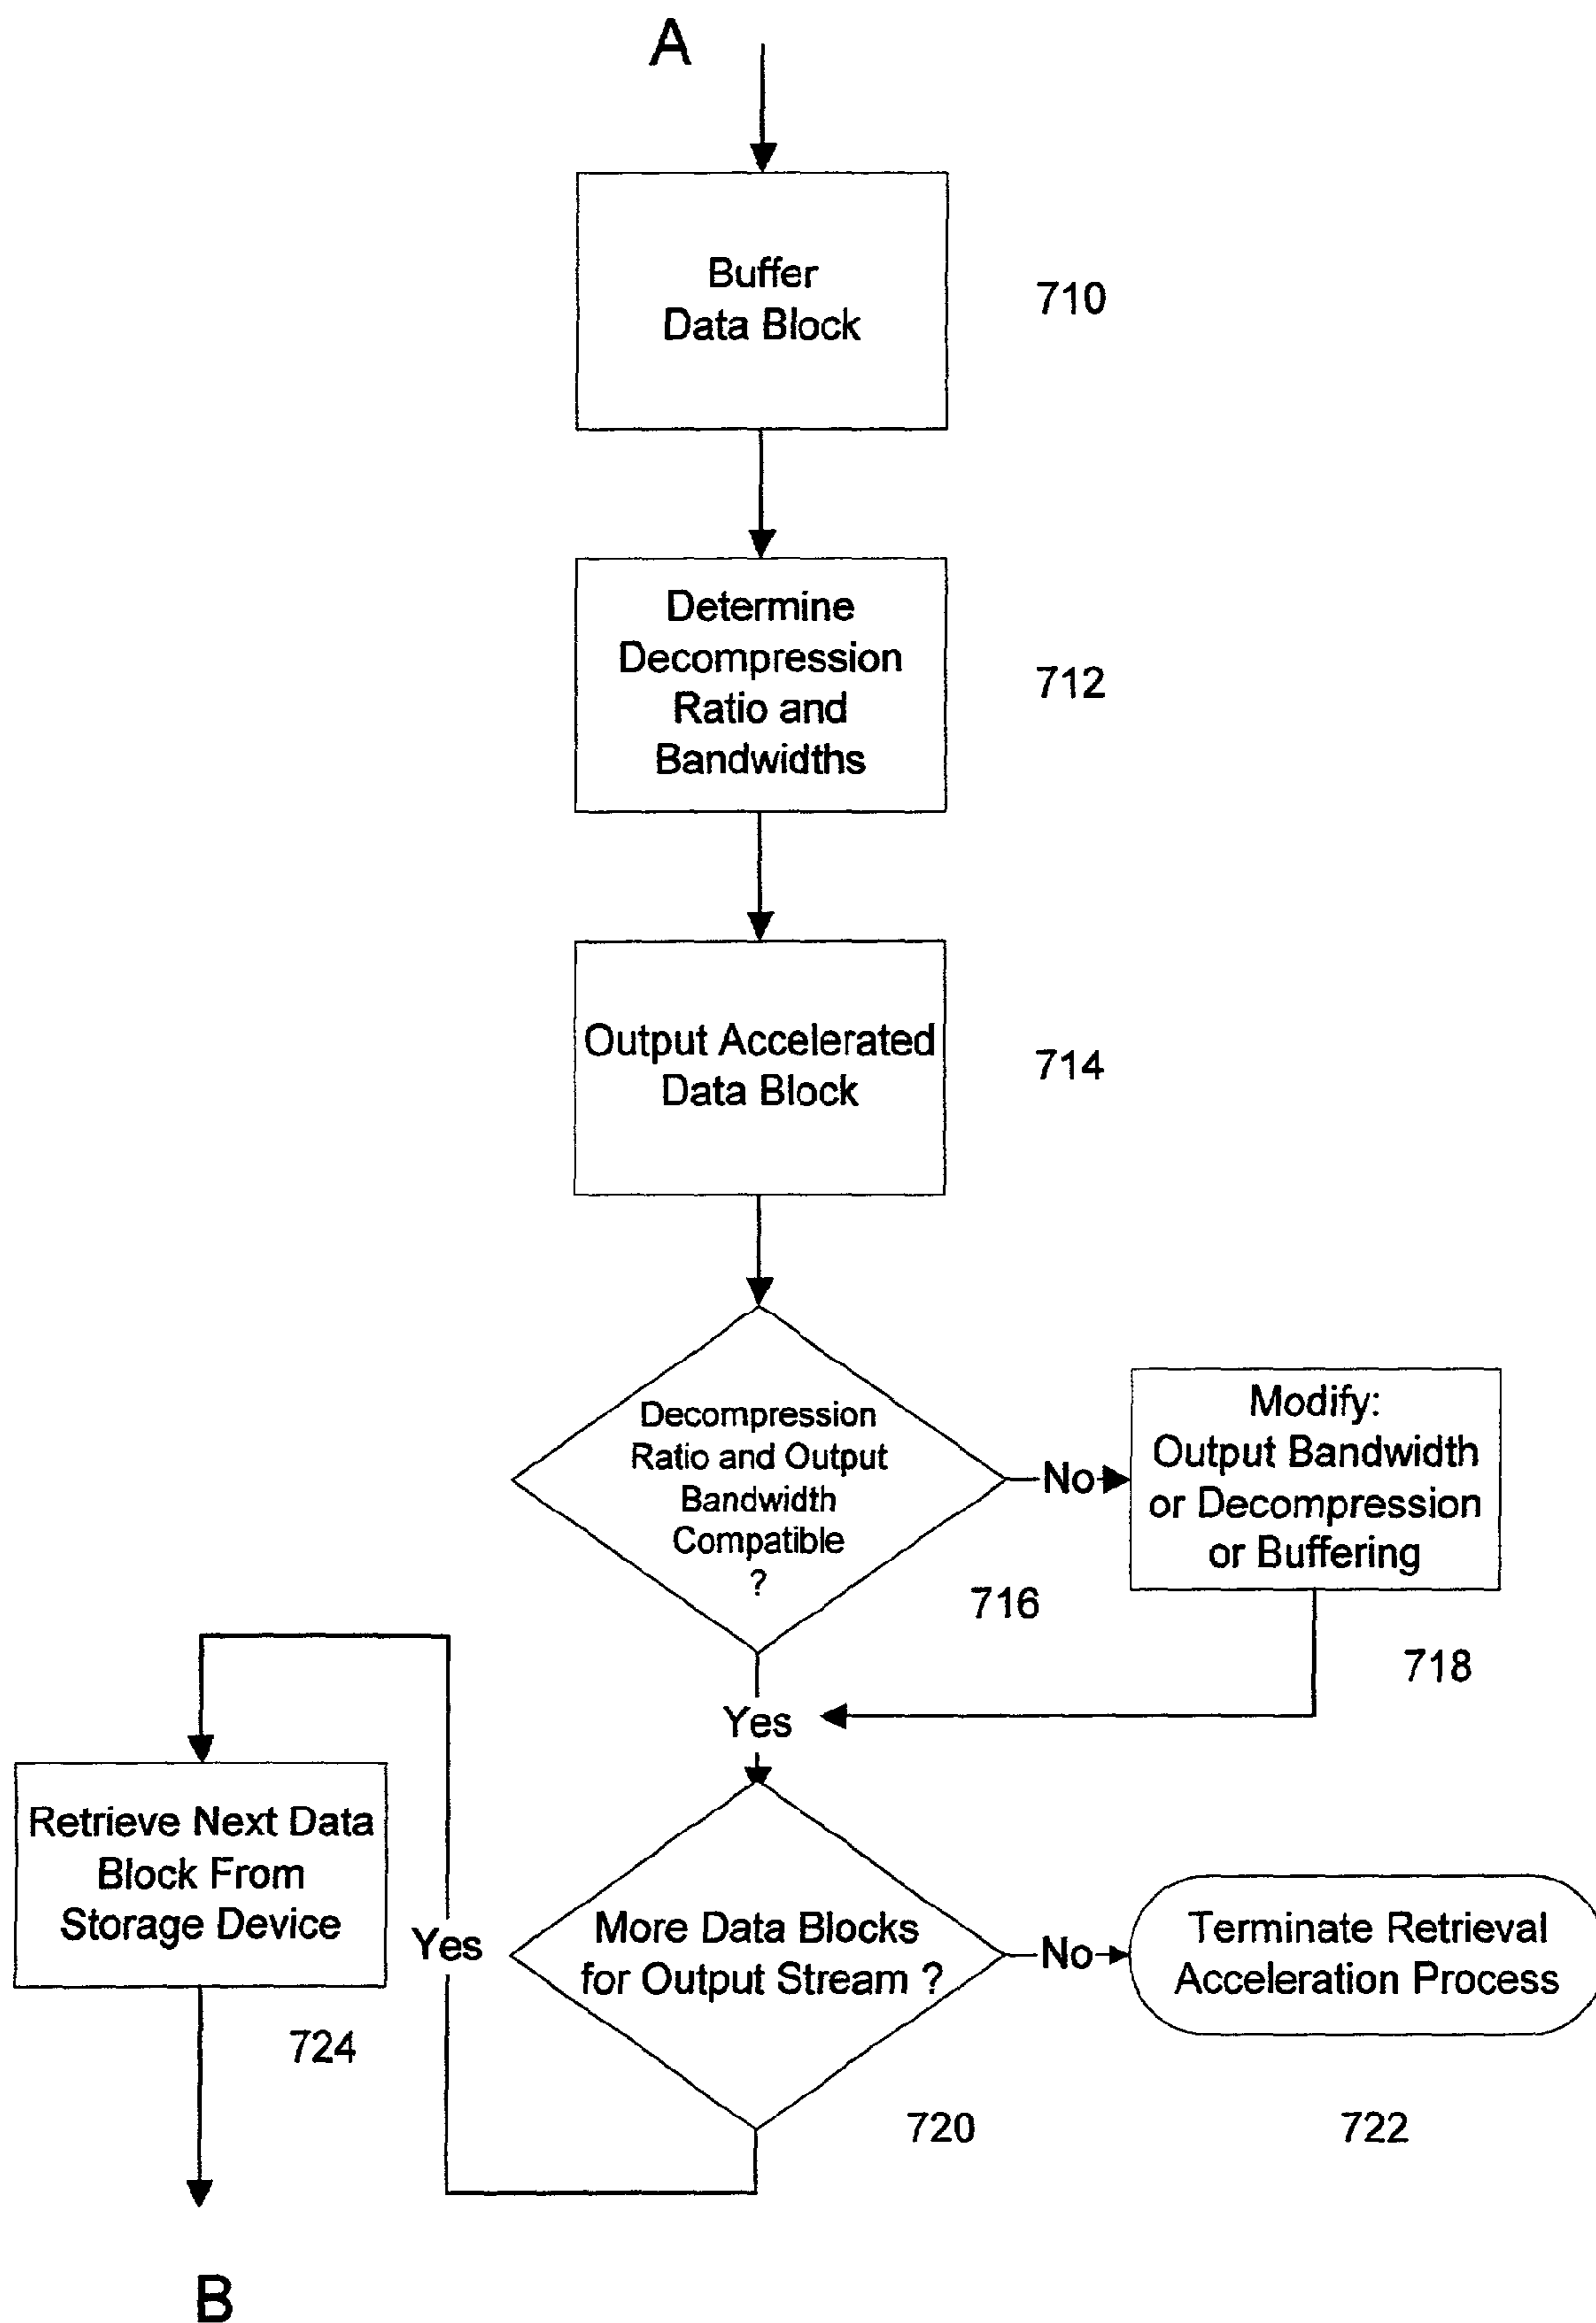 A
Buffer
Data Block
710
Determine
Decompression
Ratio and
Bandwidths
712
Output Accelerated
Data Block
714
Decompression
Ratio and Output
Bandwidth
Compatible
?
716
No
Modify:
Output Bandwidth
or Decompression
or Buffering
718
Yes
More Data Blocks
for Output Stream ?
720
No
Terminate Retrieval
Acceleration Process
722
Yes
Retrieve Next Data
Block From
Storage Device
724
B